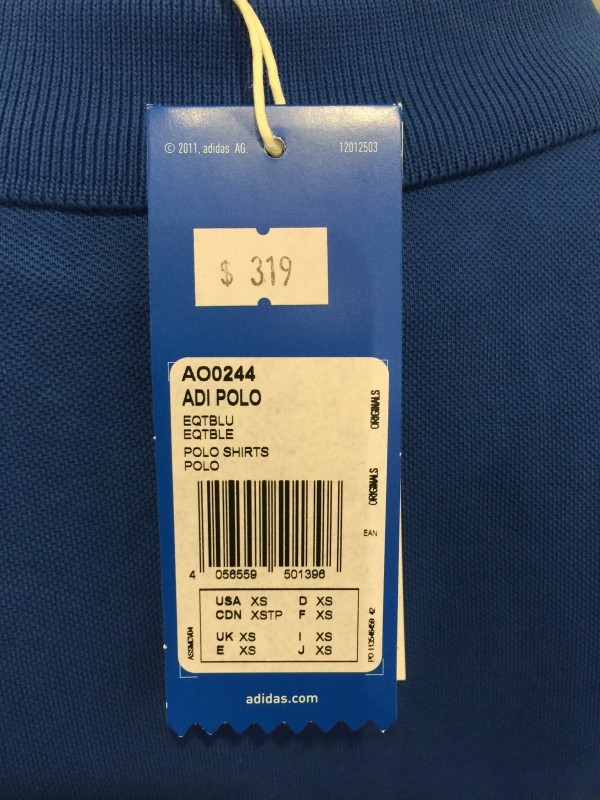 © 2011, adidas AG.
12012503
$ 319
AO0244
ADI POLO
EQTBLU
EQTBLE
POLO SHIRTS
POLO
ORIGINALS
ORIGINALS
EAN
4 056559 501396
USA XS D XS
CDN XSTP F XS
UK XS I XS
E XS J XS
adidas.com